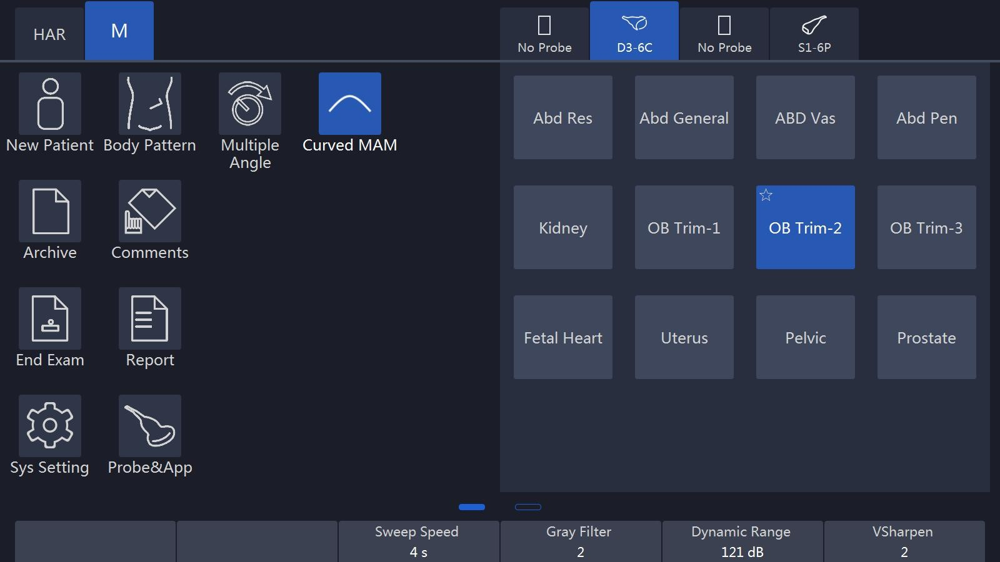 HAR
M
No Probe
D3-6C
No Probe
S1-6P
New Patient
Body Pattern
Multiple
Angle
Curved MAM
Archive
Comments
End Exam
Report
Sys Setting
Probe&App
Abd Res
Abd General
ABD Vas
Abd Pen
Kidney
OB Trim-1
OB Trim-2
OB Trim-3
Fetal Heart
Uterus
Pelvic
Prostate
Sweep Speed
4 s
Gray Filter
2
Dynamic Range
121 dB
VSharpen
2